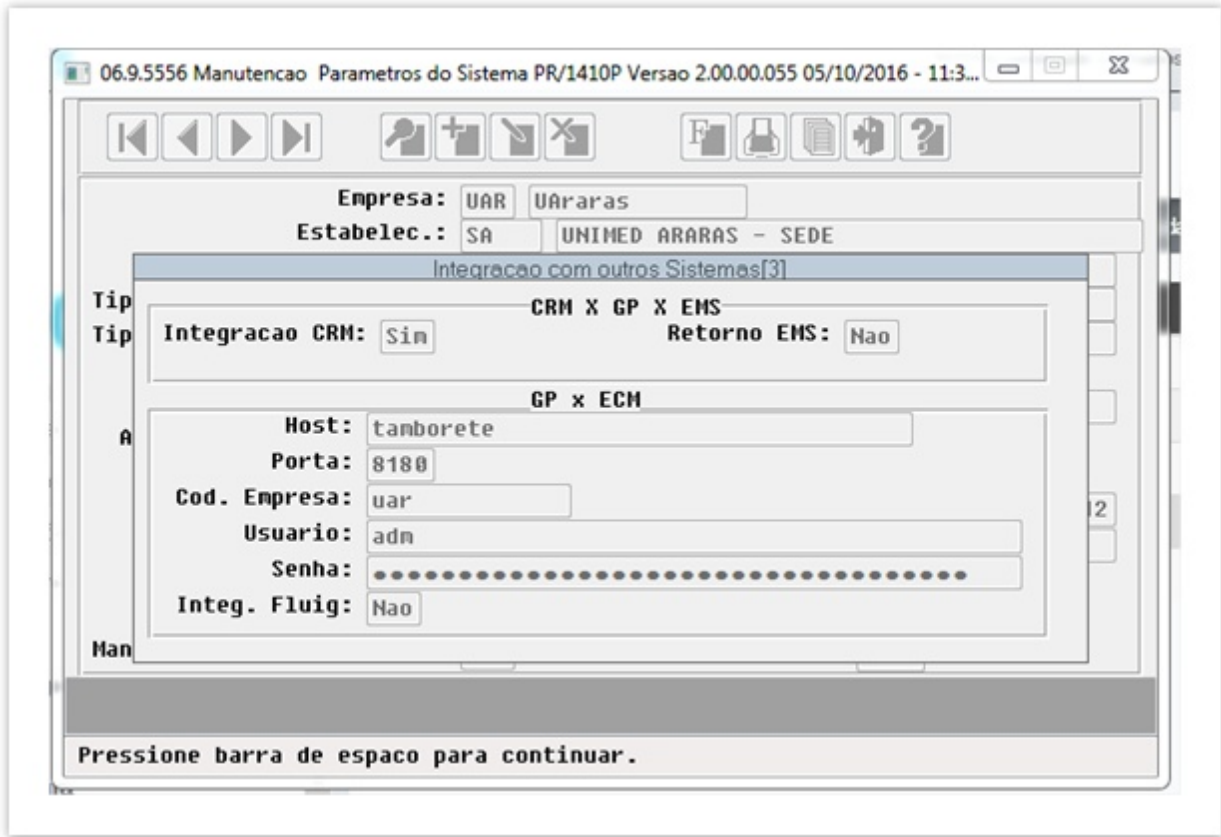 06.9.5556 Manutencao Parametros do Sistema PR/1410P Versao 2.00.00.055 05/10/2016 - 11:3...
Empresa: UAR UAraras
Estabelec.: SA UNIMED ARARAS - SEDE
Integracao com outros Sistemas[3]
Tip
CRM X GP X EMS
Tip
Integracao CRM: Sim Retorno EMS: Nao
GP x ECM
A
Host: tamborete
Porta: 8180
Cod. Empresa: uar
12
Usuario: adm
Senha: •••••••••••••••••••••••••••••••••••
Integ. Fluig: Nao
Man
Pressione barra de espaco para continuar.